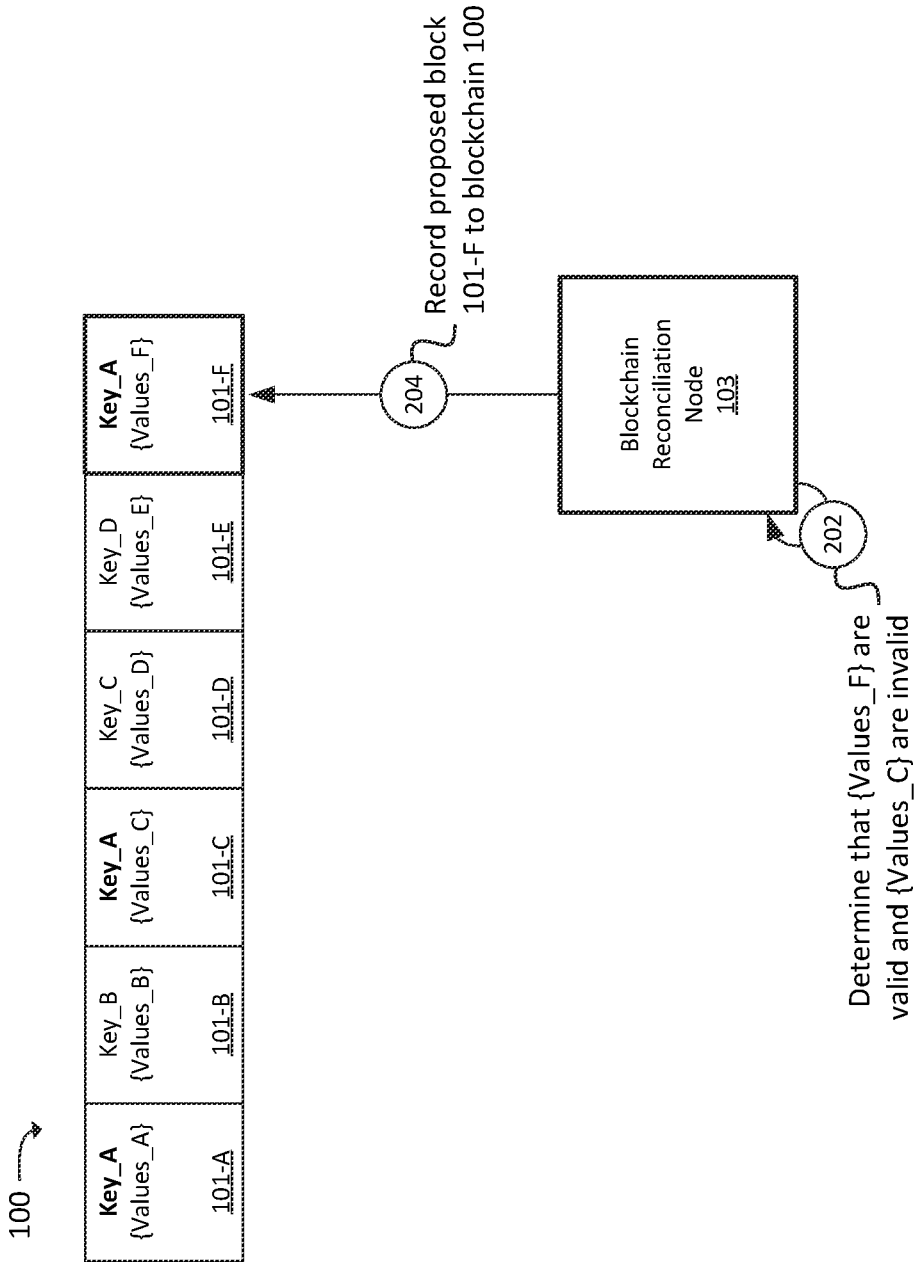 100
Key_A
{Values_A}
101-A
Key_B
{Values_B}
101-B
Key_A
{Values_C}
101-C
Key_C
{Values_D}
101-D
Key_D
{Values_E}
101-E
Key_A
{Values_F}
101-F
204
Record proposed block
101-F to blockchain 100
Blockchain
Reconciliation
Node
103
202
Determine that {Values_F} are
valid and {Values_C} are invalid